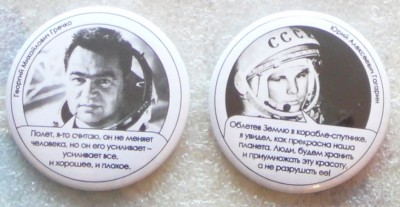 Георгий Михайлович Гречко
Полет, я-то считаю, он не меняет
человека, но он его усиливает –
усиливает все,
и хорошее, и плохое.
Юрий Алексеевич Гагарин
СССР
Облетев Землю в корабле-спутнике,
я увидел, как прекрасна наша
планета. Люди, будем хранить
и приумножать эту красоту,
а не разрушать ее!